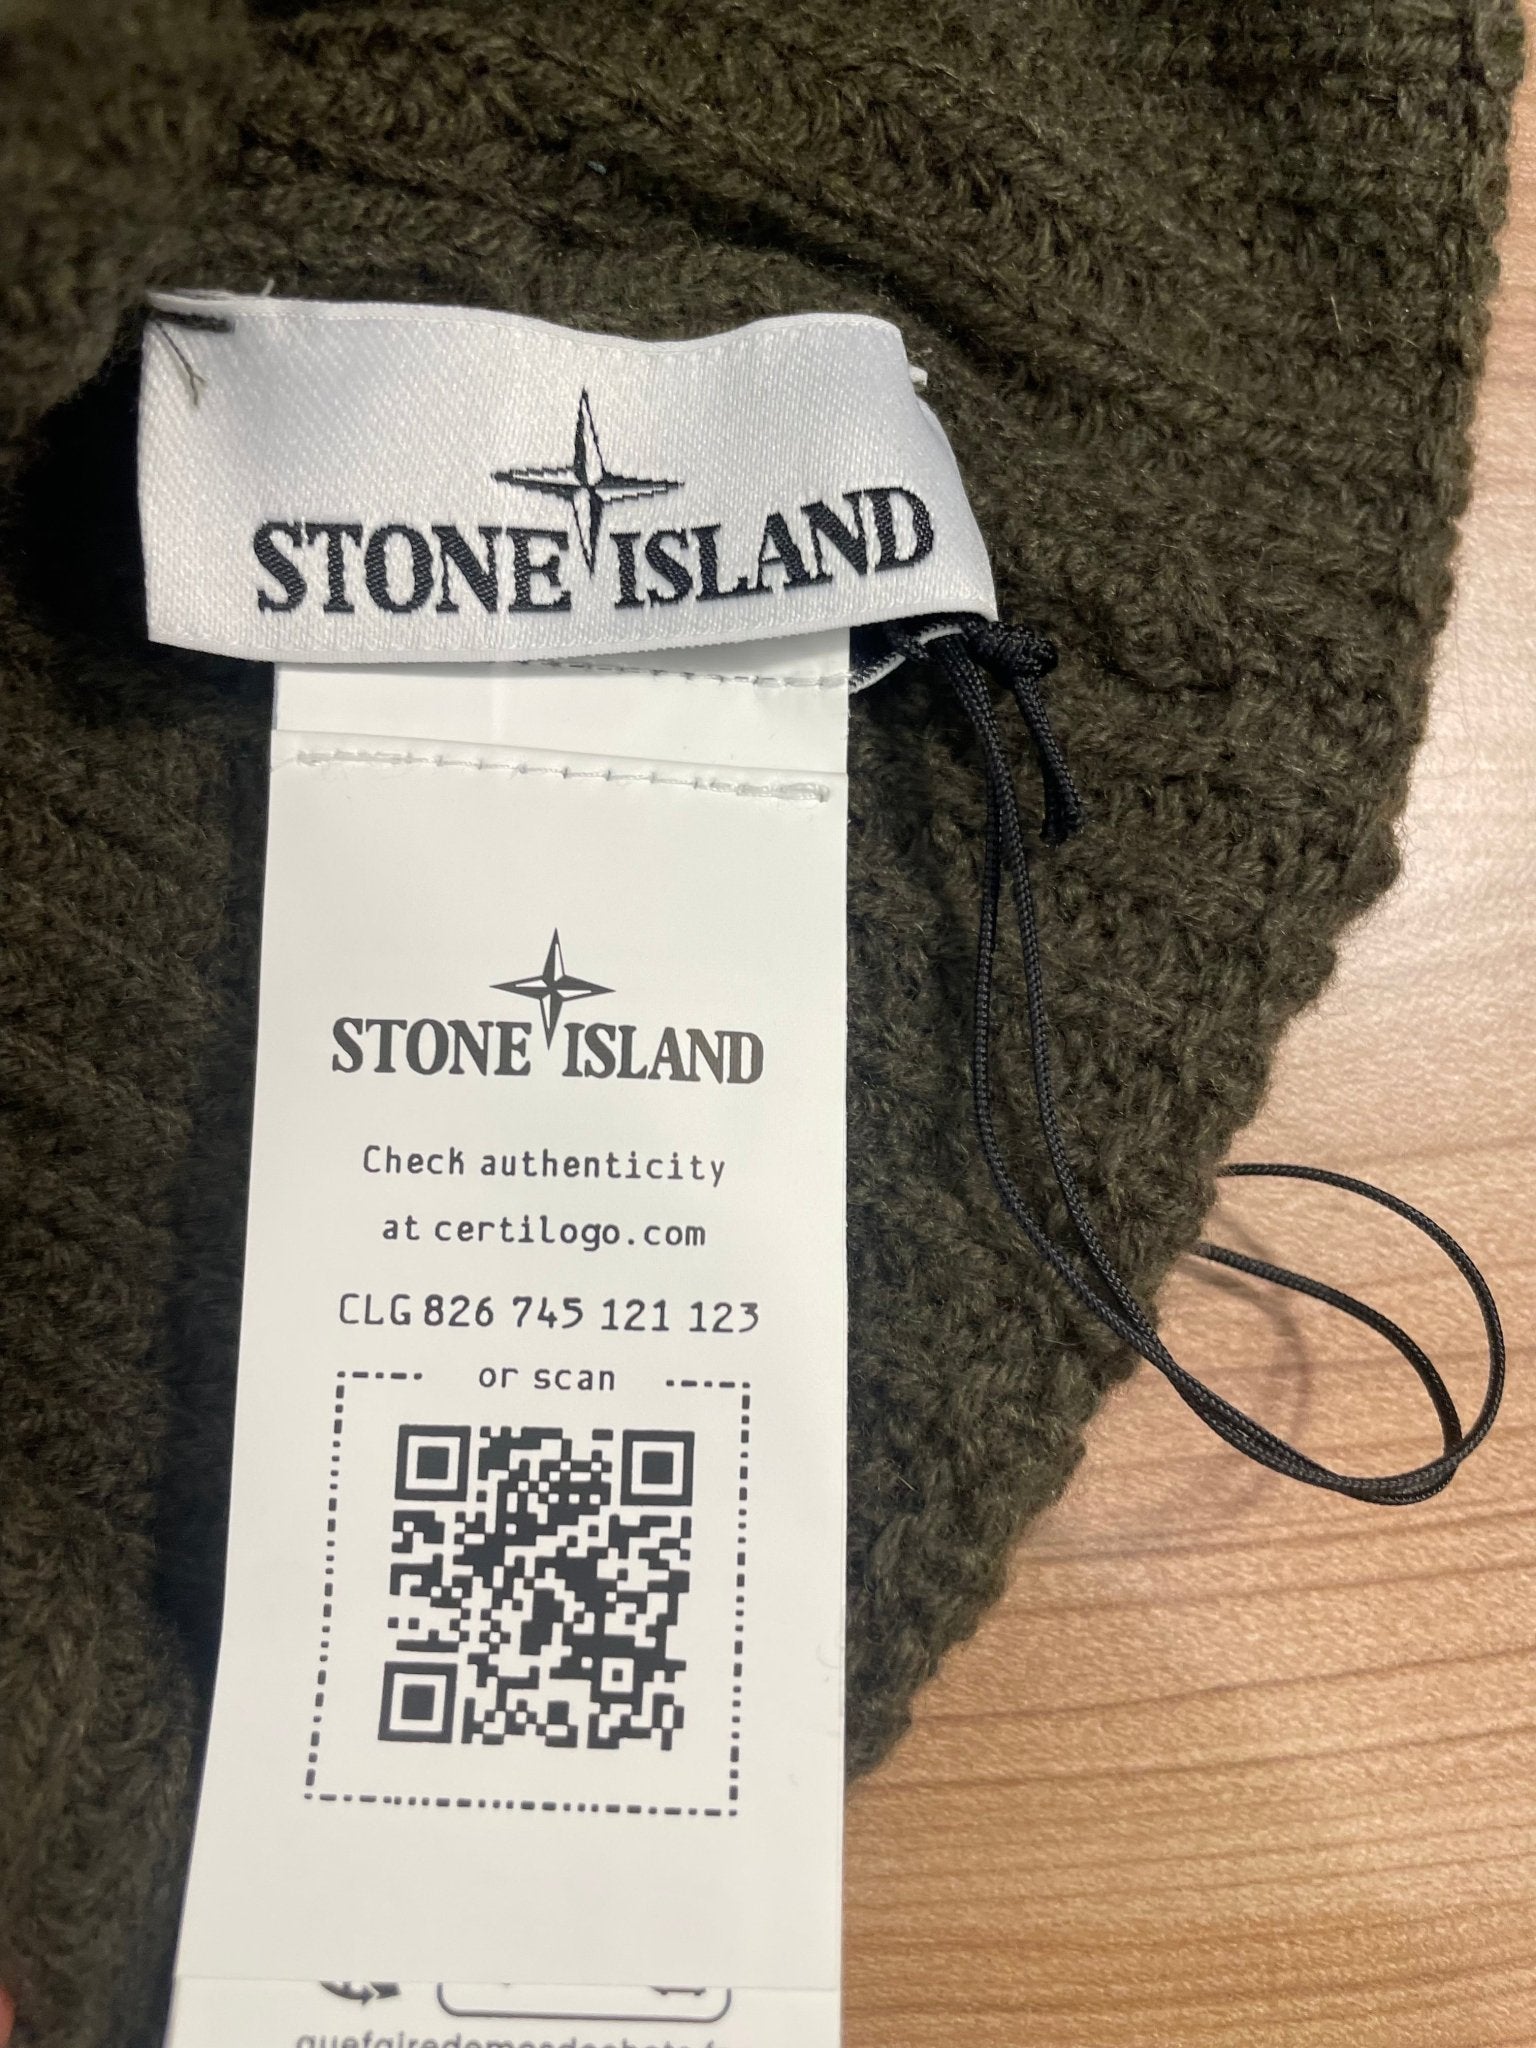 STONE ISLAND
STONE ISLAND
Check authenticity
at certilogo.com
CLG 826 745 121 123
or scan